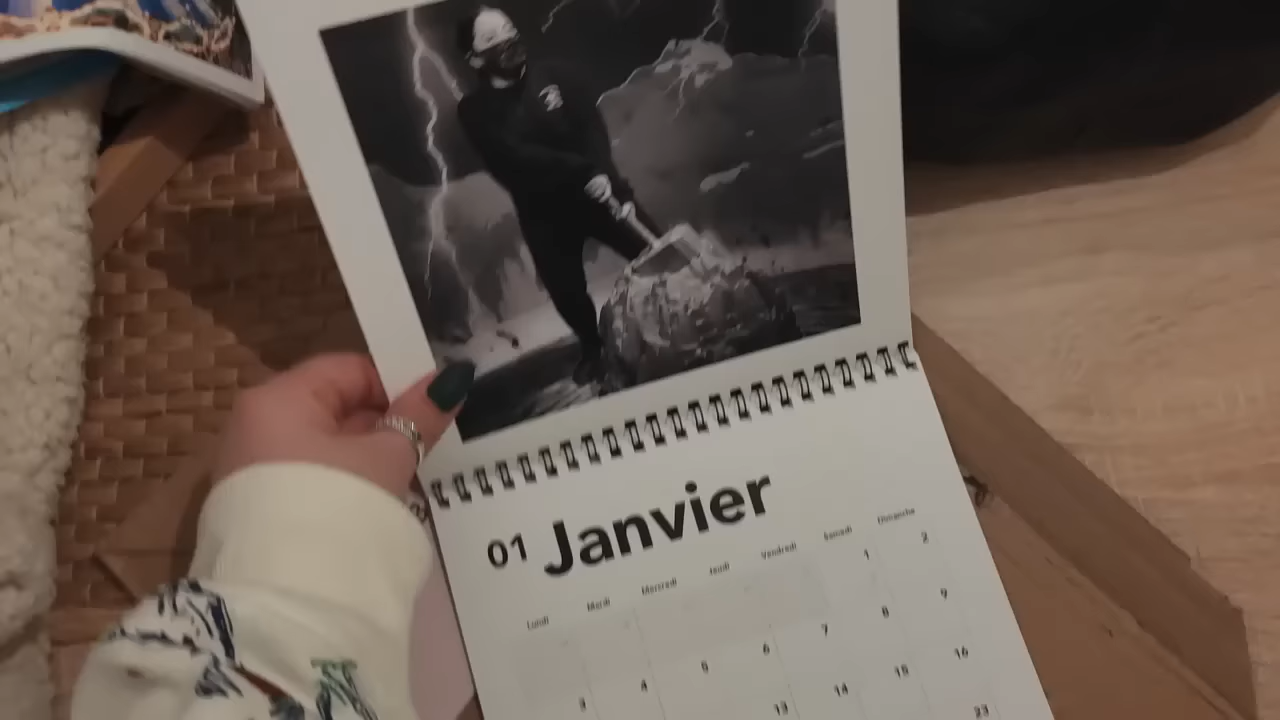 01 Janvier
Lundi Mardi Mercredi Jeudi Vendredi Samedi Dimanche
1 2
3 4 5 6 7 8 9
13 14 15 16
23